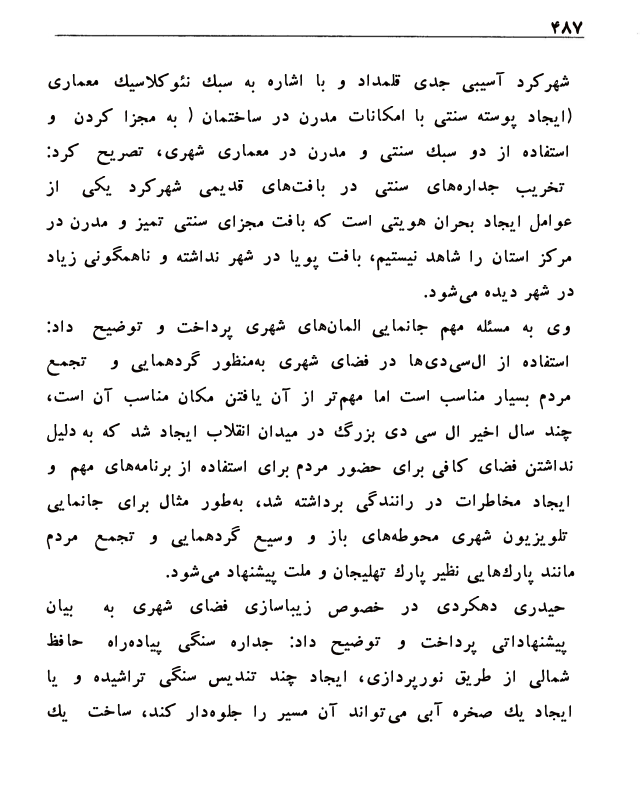 ۴۸۷
شهرکرد آسیبی جدی قلمداد و با اشاره به سبك نئوکلاسیك معماری
(ایجاد پوسته سنتی با امکانات مدرن در ساختمان ( به مجزا کردن و
استفاده از دو سبك سنتی و مدرن در معماری شهری، تصریح کرد:
تخریب جداره‌های سنتی در بافت‌های قدیمی شهرکرد یکی از
عوامل ایجاد بحران هویتی است که بافت مجزای سنتی تمیز و مدرن در
مرکز استان را شاهد نیستیم، بافت پویا در شهر نداشته و ناهمگونی زیاد
در شهر دیده می‌شود.
وی به مسئله مهم جانمایی المان‌های شهری پرداخت و توضیح داد:
استفاده از ال‌سی‌دی‌ها در فضای شهری به‌منظور گردهمایی و تجمع
مردم بسیار مناسب است اما مهم‌تر از آن یافتن مکان مناسب آن است،
چند سال اخیر ال سی دی بزرگ در میدان انقلاب ایجاد شد که به دلیل
نداشتن فضای کافی برای حضور مردم برای استفاده از برنامه‌های مهم و
ایجاد مخاطرات در رانندگی برداشته شد، به‌طور مثال برای جانمایی
تلویزیون شهری محوطه‌های باز و وسیع گردهمایی و تجمع مردم
مانند پارك‌هایی نظیر پارك تهلیجان و ملت پیشنهاد می‌شود.
حیدری دهکردی در خصوص زیباسازی فضای شهری به بیان
پیشنهاداتی پرداخت و توضیح داد: جداره سنگی پیاده‌راه حافظ
شمالی از طریق نورپردازی، ایجاد چند تندیس سنگی تراشیده و یا
ایجاد یك صخره آبی می‌تواند آن مسیر را جلوه‌دار کند، ساخت یك